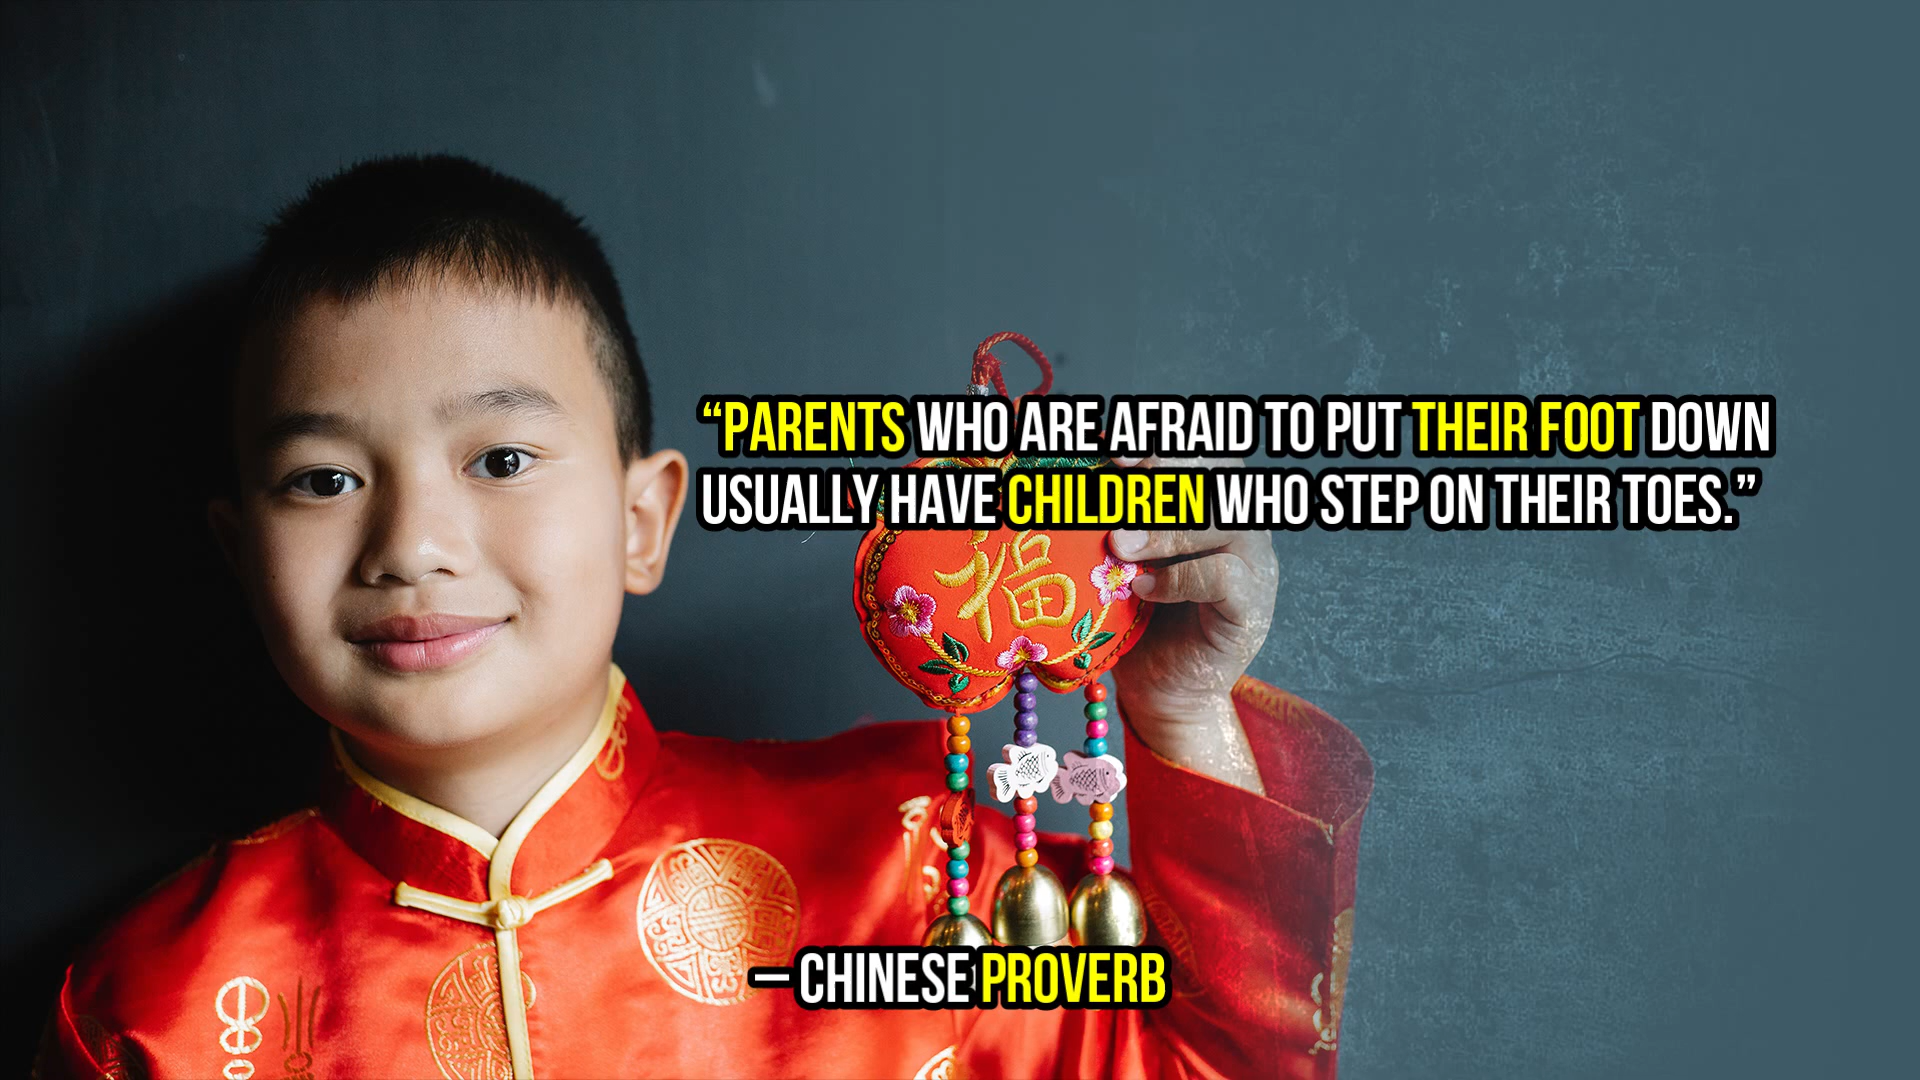 “PARENTS WHO ARE AFRAID TO PUT THEIR FOOT DOWN
USUALLY HAVE CHILDREN WHO STEP ON THEIR TOES.”
福
– CHINESE PROVERB